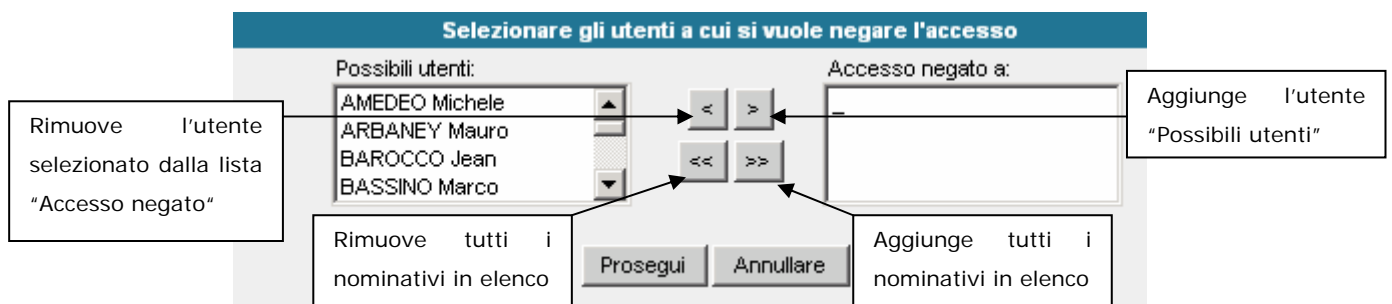 Selezionare gli utenti a cui si vuole negare l'accesso
Possibili utenti:
Accesso negato a:
AMEDEO Michele
ARBANEY Mauro
BAROCCO Jean
BASSINO Marco
<
>
<<
>>
_
Rimuove l’utente
selezionato dalla lista
“Accesso negato“
Aggiunge l’utente
“Possibili utenti”
Rimuove tutti i
nominativi in elenco
Prosegui
Annullare
Aggiunge tutti i
nominativi in elenco